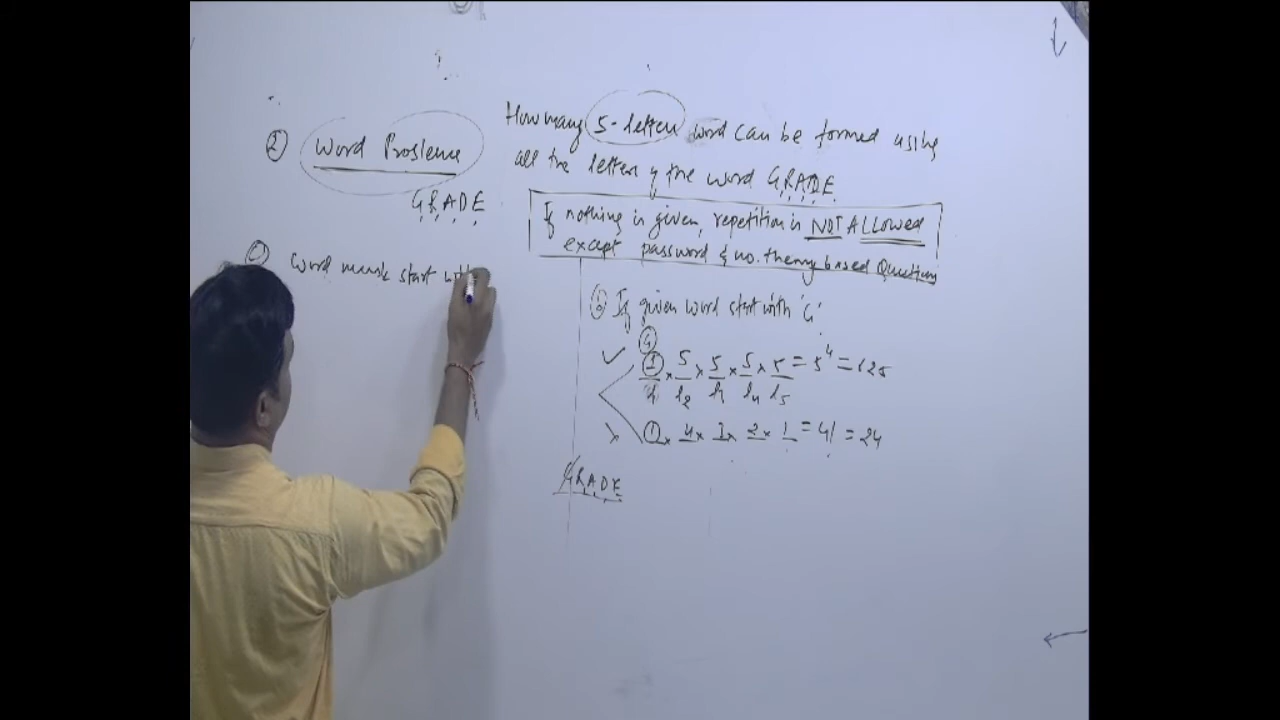 ② Word Problems
GRADE
How many 5-letter word can be formed using
all the letter of the word GRADE
If nothing is given, repetition is NOT ALLOWED
except password & no. theory based Question
ⓒ Word must start with
ⓑ If given word start with 'G'
G
✓ 1 × 5 × 5 × 5 × 5 = 5⁴ = 125
l2 l4 l5
× 1 × 4 × 3 × 2 × 1 = 4! = 24
GRADE